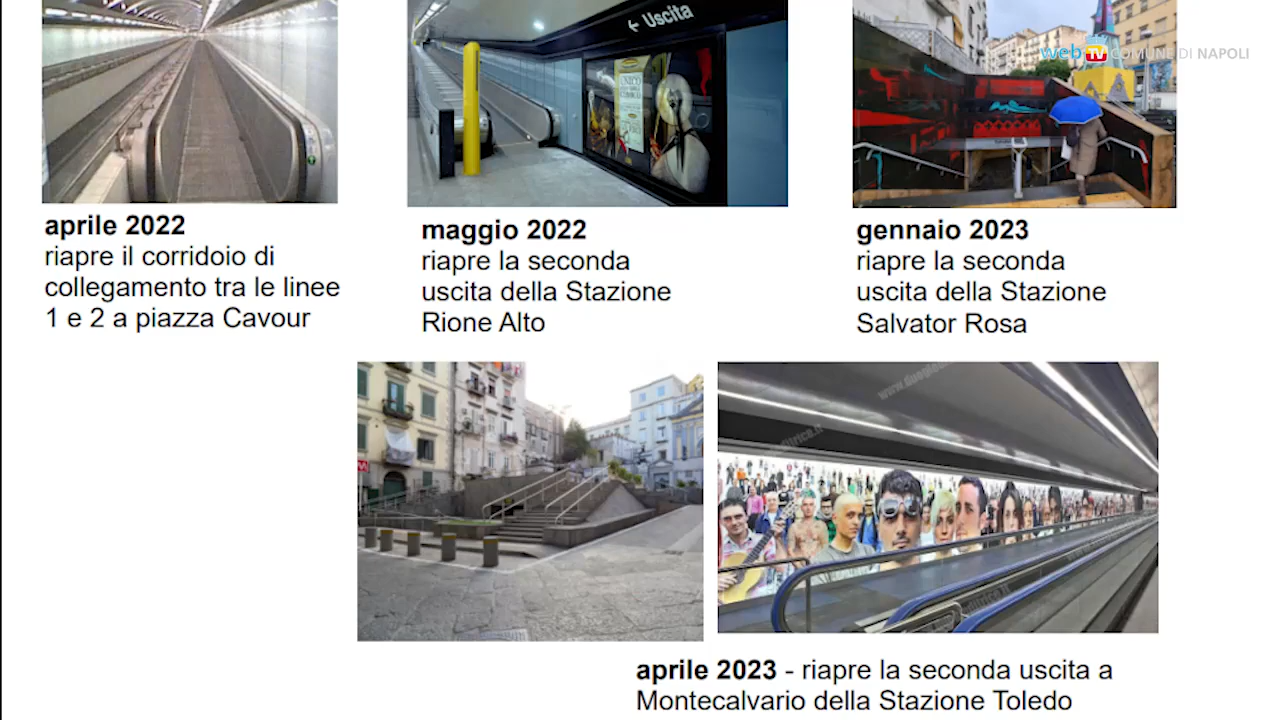 ← Uscita
web TV COMUNE DI NAPOLI
aprile 2022
riapre il corridoio di
collegamento tra le linee
1 e 2 a piazza Cavour
maggio 2022
riapre la seconda
uscita della Stazione
Rione Alto
gennaio 2023
riapre la seconda
uscita della Stazione
Salvator Rosa
aprile 2023 - riapre la seconda uscita a
Montecalvario della Stazione Toledo